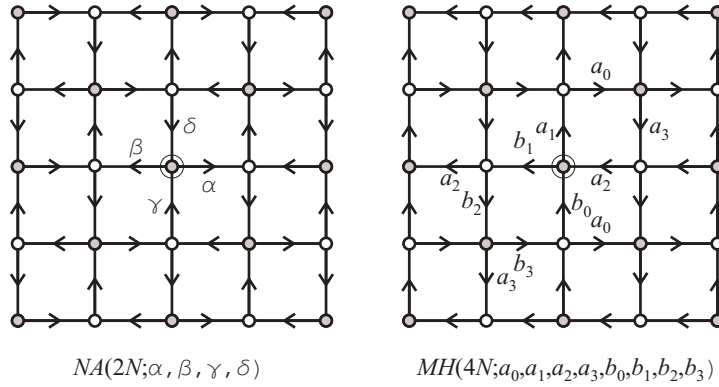 δ
β
α
γ
NA(2N;α, β, γ, δ)
a₀
a₁
a₃
b₁
a₂
a₂
b₂
b₀
a₀
b₃
a₃
MH(4N;a₀,a₁,a₂,a₃,b₀,b₁,b₂,b₃)